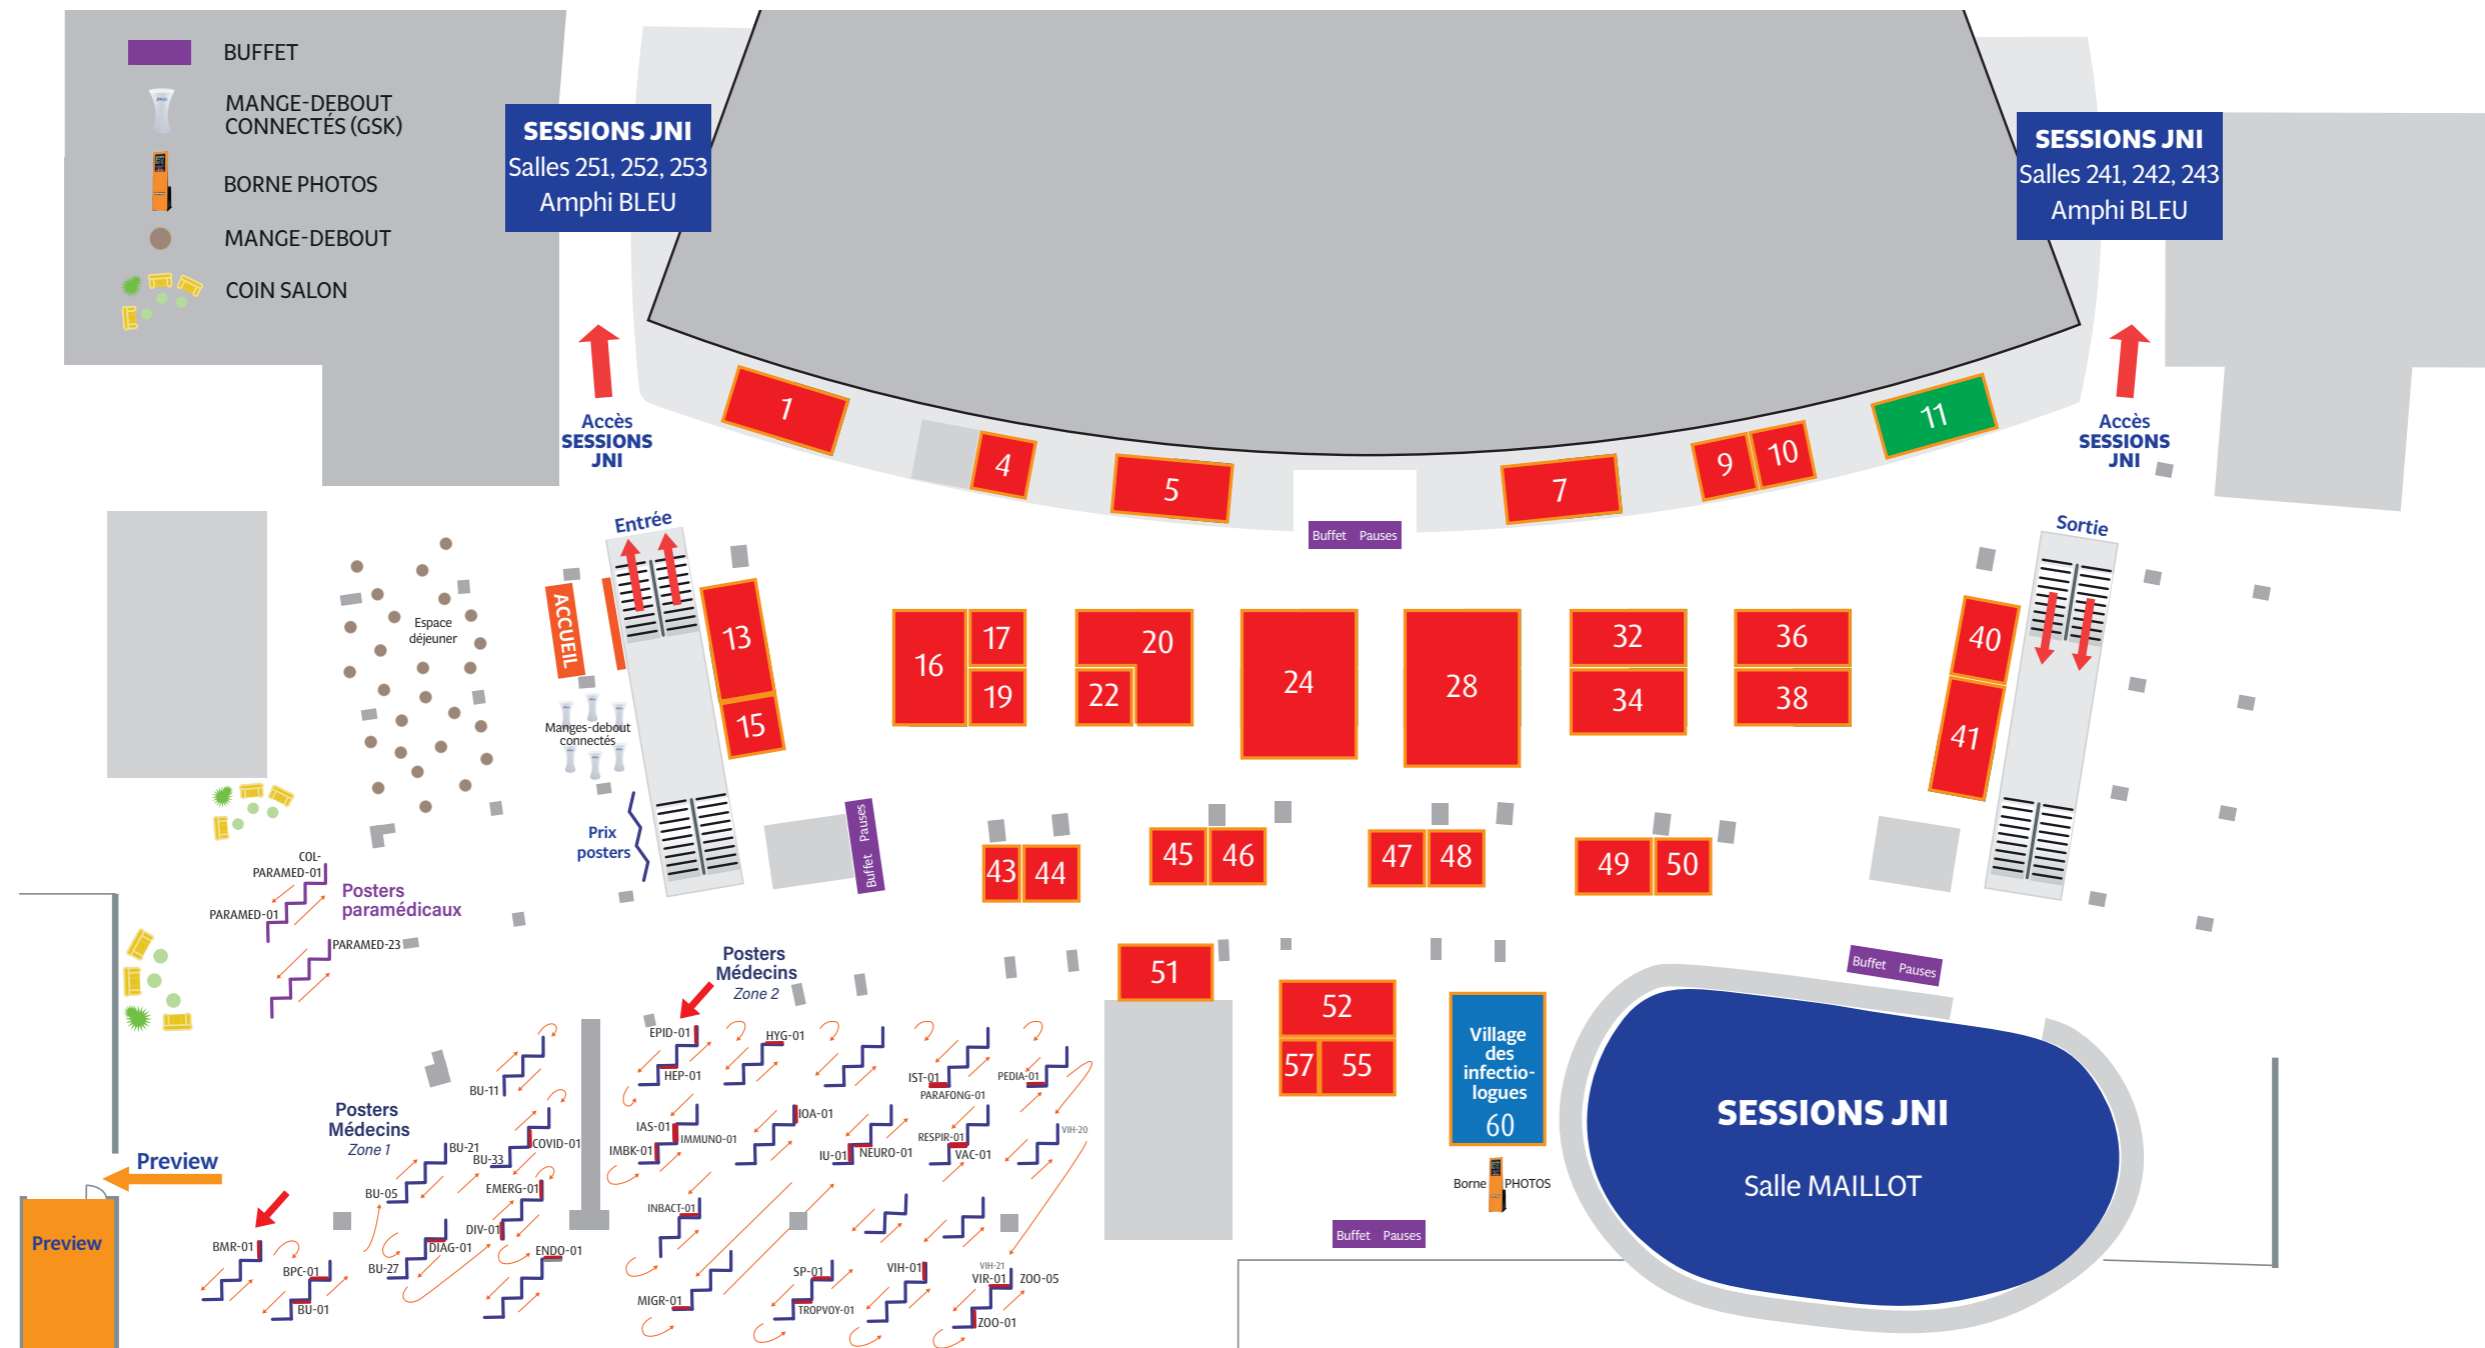 BUFFET
MANGE-DEBOUT
CONNECTÉS (GSK)
BORNE PHOTOS
MANGE-DEBOUT
COIN SALON
SESSIONS JNI
Salles 251, 252, 253
Amphi BLEU
SESSIONS JNI
Salles 241, 242, 243
Amphi BLEU
Accès
SESSIONS
JNI
Accès
SESSIONS
JNI
1
4
5
7
9
10
11
Buffet Pauses
Entrée
Sortie
ACCUEIL
Espace
déjeuner
Manges-debout
connectés
Prix
posters
13
15
16
17
19
20
22
24
28
32
34
36
38
40
41
Buffet Pauses
43
44
45
46
47
48
49
50
51
52
57
55
Village
des
infectio-
logues
60
Borne PHOTOS
Buffet Pauses
Buffet Pauses
SESSIONS JNI
Salle MAILLOT
COL-
PARAMED-01
PARAMED-01
Posters
paramédicaux
PARAMED-23
Posters
Médecins
Zone 2
EPID-01
HEP-01
HYG-01
IST-01
PARAFONG-01
PEDIA-01
IAS-01
IMMUNO-01
IMBK-01
IOA-01
IU-01
NEURO-01
RESPIR-01
VAC-01
VIH-20
INBACT-01
MIGR-01
SP-01
TROPVOY-01
VIH-01
VIH-21
VIR-01
ZOO-05
ZOO-01
Posters
Médecins
Zone 1
BU-11
BU-21
BU-33
COVID-01
BU-05
EMERG-01
DIV-01
DIAG-01
ENDO-01
BU-27
BMR-01
BPC-01
BU-01
Preview
Preview